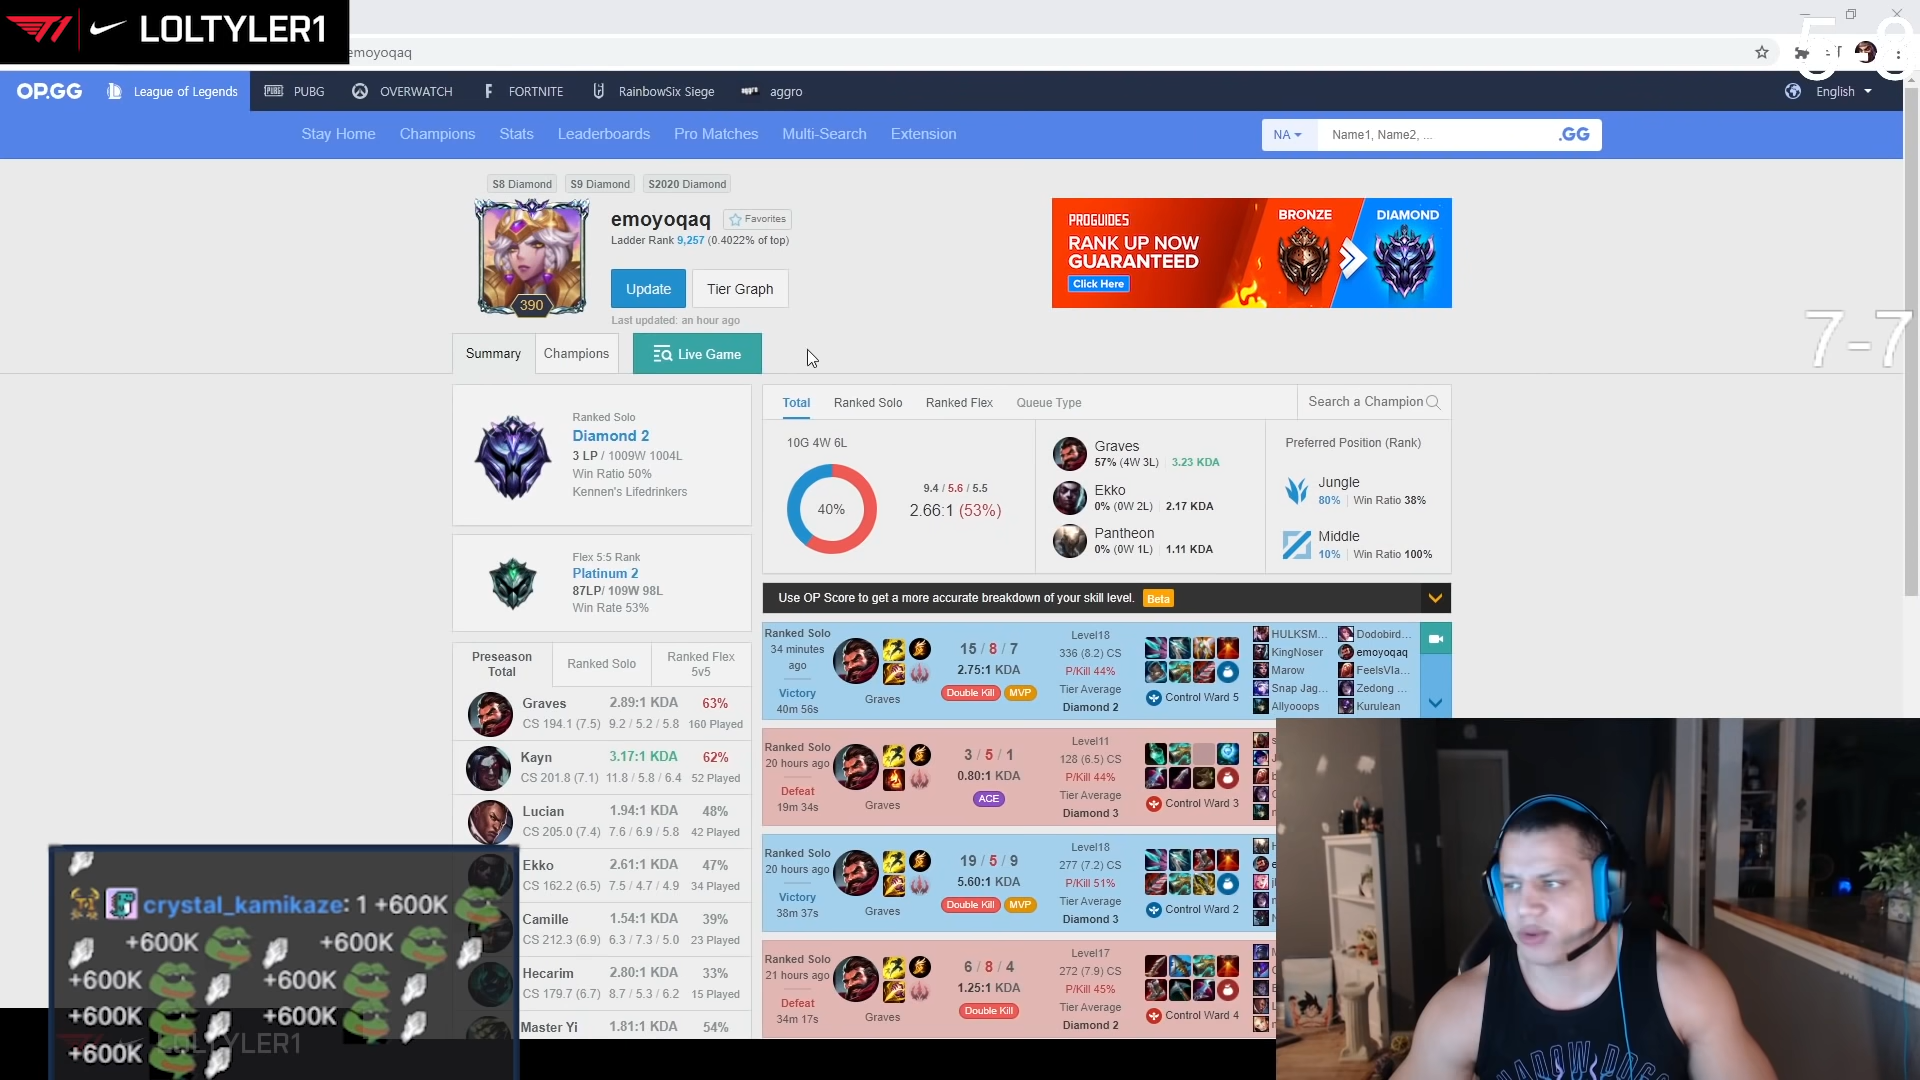 T1 LOLTYLER1
emoyoqaq
5-8
OP.GG League of Legends PUBG OVERWATCH FORTNITE RainbowSix Siege aggro English
Stay Home Champions Stats Leaderboards Pro Matches Multi-Search Extension NA Name1, Name2, ... .GG
S8 Diamond S9 Diamond S2020 Diamond
emoyoqaq Favorites
Ladder Rank 9,257 (0.4022% of top)
390
Update Tier Graph
Last updated: an hour ago
PROGUIDES
RANK UP NOW
GUARANTEED
Click Here
BRONZE DIAMOND
7-7
Summary Champions Live Game
Ranked Solo
Diamond 2
3 LP / 1009W 1004L
Win Ratio 50%
Kennen's Lifedrinkers
Flex 5:5 Rank
Platinum 2
87LP/ 109W 98L
Win Rate 53%
Total Ranked Solo Ranked Flex Queue Type Search a Champion
10G 4W 6L
40%
9.4 / 5.6 / 5.5
2.66:1 (53%)
Graves
57% (4W 3L) 3.23 KDA
Ekko
0% (0W 2L) 2.17 KDA
Pantheon
0% (0W 1L) 1.11 KDA
Preferred Position (Rank)
Jungle
80% Win Ratio 38%
Middle
10% Win Ratio 100%
Use OP Score to get a more accurate breakdown of your skill level. Beta
Preseason Total Ranked Solo Ranked Flex 5v5
Graves 2.89:1 KDA 63%
CS 194.1 (7.5) 9.2 / 5.2 / 5.8 160 Played
Kayn 3.17:1 KDA 62%
CS 201.8 (7.1) 11.8 / 5.8 / 6.4 52 Played
Lucian 1.94:1 KDA 48%
CS 205.0 (7.4) 7.6 / 6.9 / 5.8 42 Played
Ekko 2.61:1 KDA 47%
CS 162.2 (6.5) 7.5 / 4.7 / 4.9 34 Played
Camille 1.54:1 KDA 39%
CS 212.3 (6.9) 6.3 / 7.3 / 5.0 23 Played
Hecarim 2.80:1 KDA 33%
CS 179.7 (6.7) 8.7 / 5.3 / 6.2 15 Played
Master Yi 1.81:1 KDA 54%
Ranked Solo
34 minutes ago
Victory
40m 56s
Graves
15 / 8 / 7
2.75:1 KDA
Double Kill MVP
Level18
336 (8.2) CS
P/Kill 44%
Tier Average
Diamond 2
Control Ward 5
HULKSM... Dodobird...
KingNoser emoyoqaq
Marow FeelsVla...
Snap Jag... Zedong ...
Allyooops Kurulean
Ranked Solo
20 hours ago
Defeat
19m 34s
Graves
3 / 5 / 1
0.80:1 KDA
ACE
Level11
128 (6.5) CS
P/Kill 44%
Tier Average
Diamond 3
Control Ward 3
Ranked Solo
20 hours ago
Victory
38m 37s
Graves
19 / 5 / 9
5.60:1 KDA
Double Kill MVP
Level18
277 (7.2) CS
P/Kill 51%
Tier Average
Diamond 3
Control Ward 2
Ranked Solo
21 hours ago
Defeat
34m 17s
Graves
6 / 8 / 4
1.25:1 KDA
Double Kill
Level17
272 (7.9) CS
P/Kill 45%
Tier Average
Diamond 2
Control Ward 4
crystal_kamikaze: 1 +600K
+600K +600K
+600K +600K
+600K +600K
+600K
LOLTYLER1